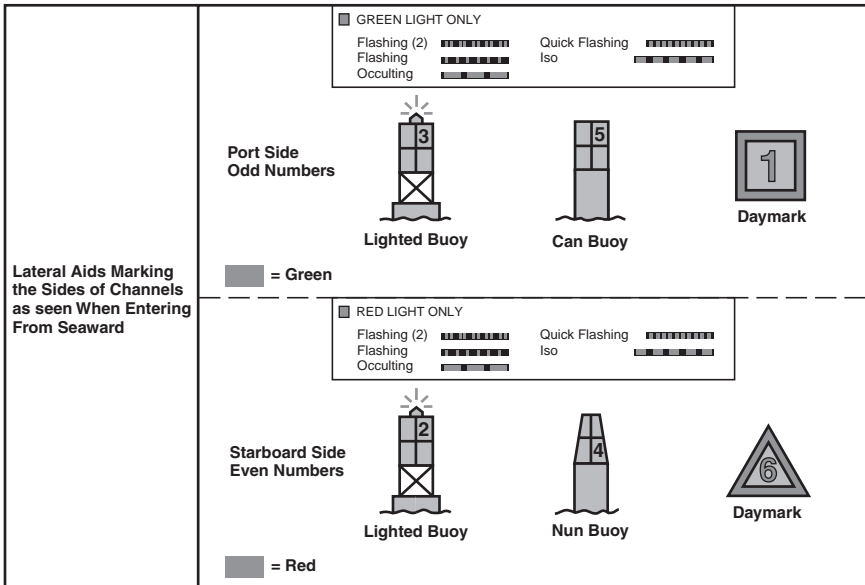 Lateral Aids Marking
the Sides of Channels
as seen When Entering
From Seaward
GREEN LIGHT ONLY
Flashing (2)
Quick Flashing
Flashing
Iso
Occulting
Port Side
Odd Numbers
3
5
1
Lighted Buoy
Can Buoy
Daymark
= Green
RED LIGHT ONLY
Flashing (2)
Quick Flashing
Flashing
Iso
Occulting
Starboard Side
Even Numbers
2
4
6
Lighted Buoy
Nun Buoy
Daymark
= Red